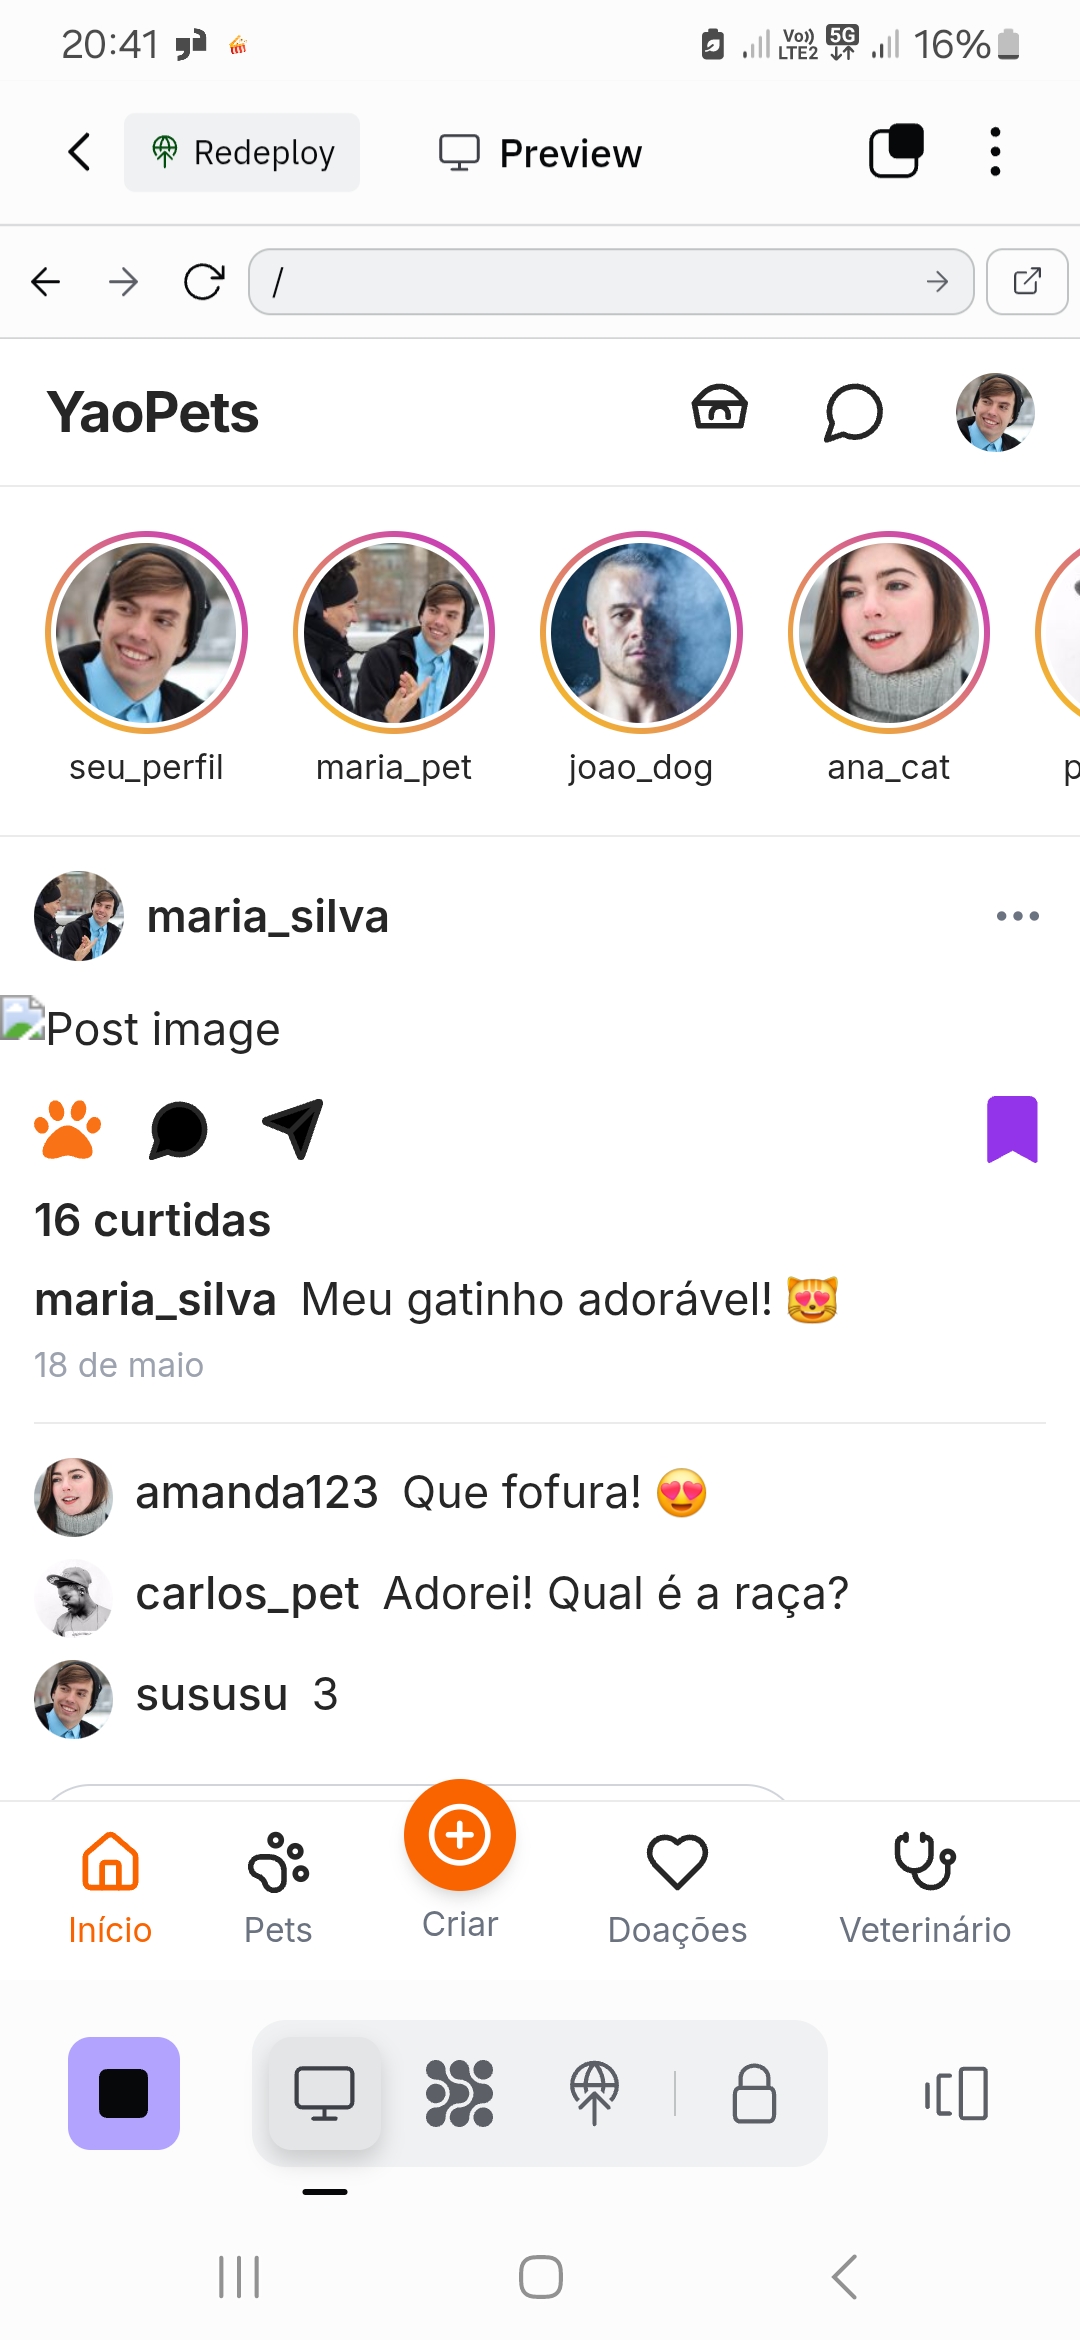 20:41 Vo)) LTE2 5G 16%
Redeploy Preview
/
YaoPets
seu_perfil maria_pet joao_dog ana_cat p
maria_silva
Post image
16 curtidas
maria_silva Meu gatinho adorável! 😻
18 de maio
amanda123 Que fofura! 😍
carlos_pet Adorei! Qual é a raça?
sususu 3
Início Pets Criar Doações Veterinário